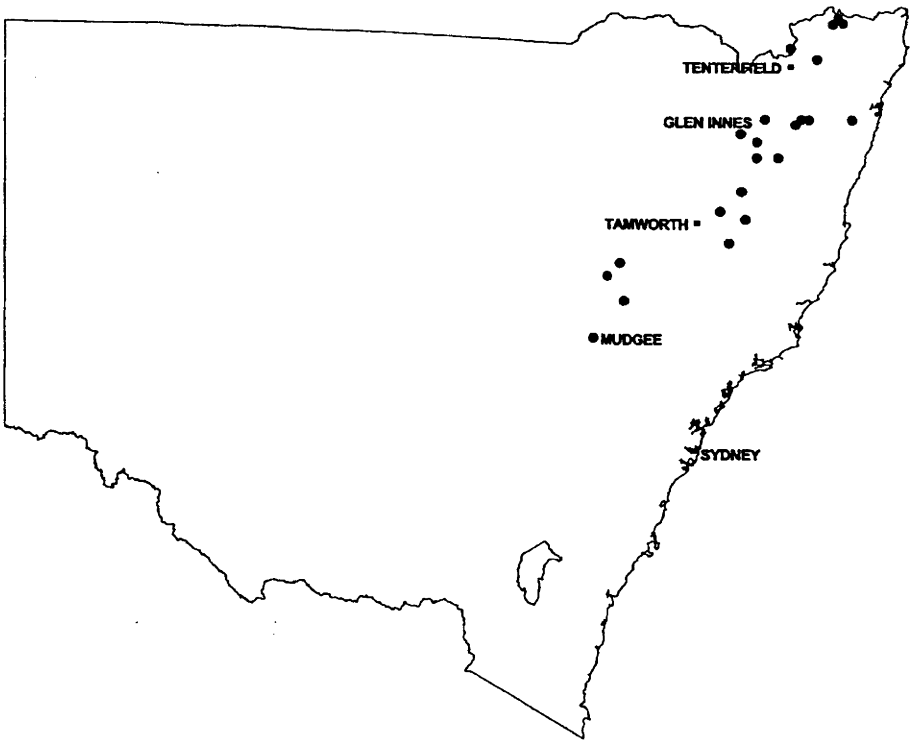 TENTERFIELD
GLEN INNES
TAMWORTH
MUDGEE
SYDNEY